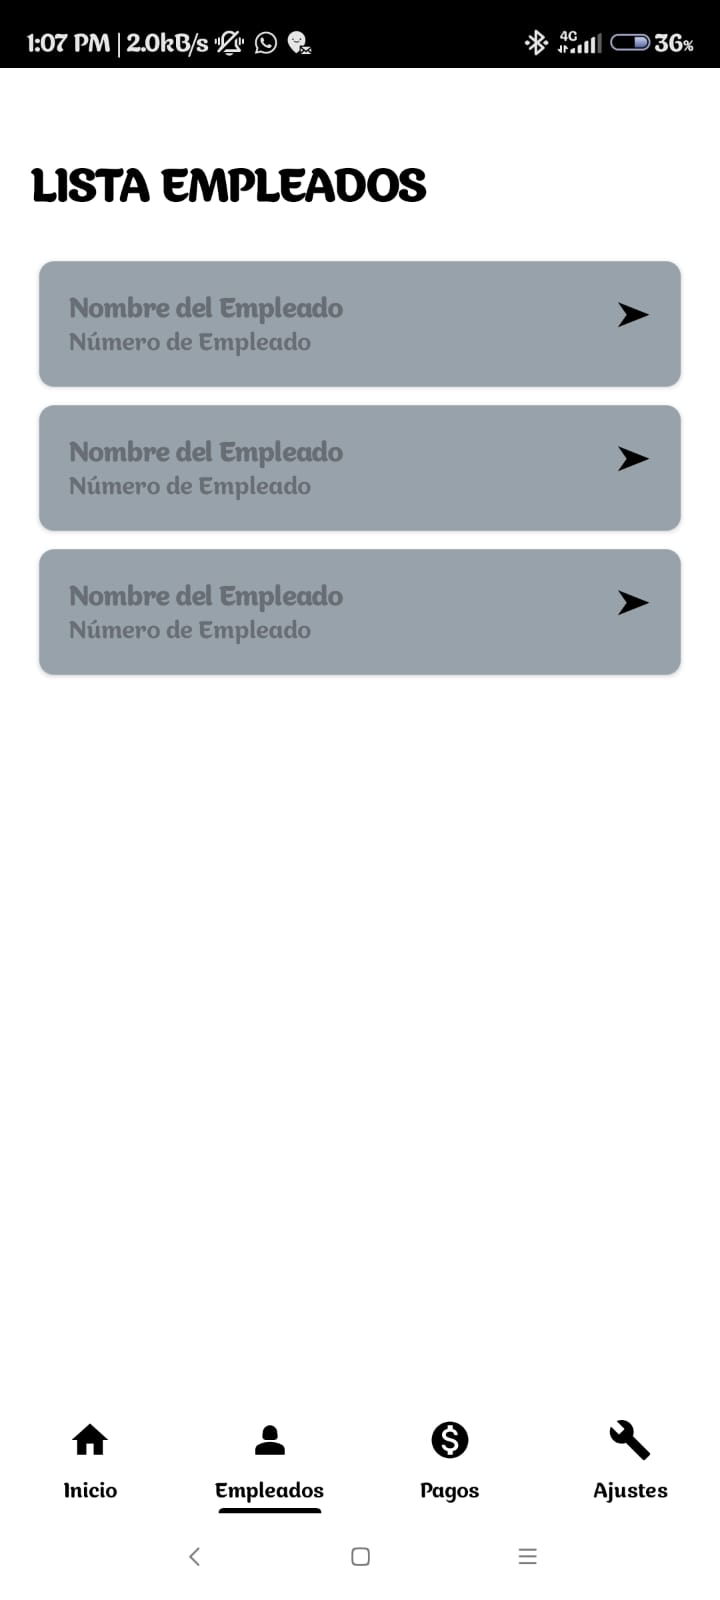 1:07 PM | 2.0kB/s 4G 36%
LISTA EMPLEADOS
Nombre del Empleado
Número de Empleado
Nombre del Empleado
Número de Empleado
Nombre del Empleado
Número de Empleado
Inicio Empleados Pagos Ajustes